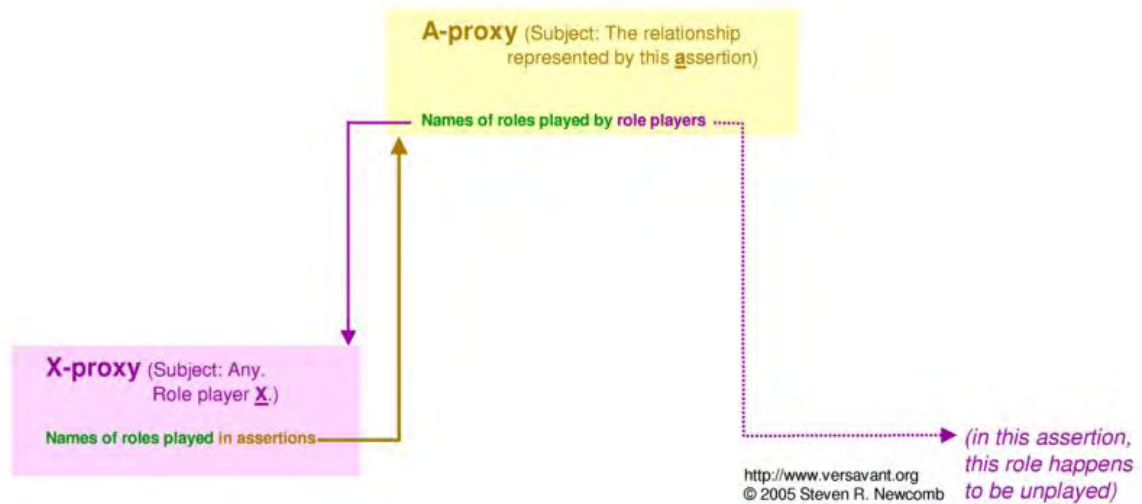 A-proxy (Subject: The relationship
represented by this assertion)
Names of roles played by role players
X-proxy (Subject: Any.
Role player X.)
Names of roles played in assertions
(in this assertion,
this role happens
to be unplayed)
http://www.versavant.org
© 2005 Steven R. Newcomb